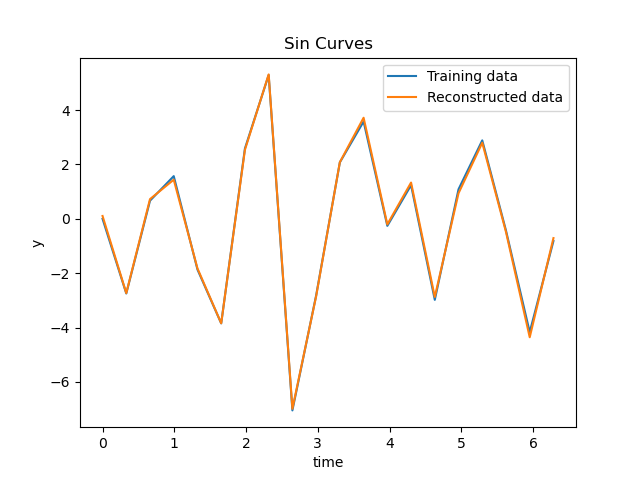 Sin Curves
Training data
Reconstructed data
4
2
0
−2
−4
−6
y
0 1 2 3 4 5 6
time